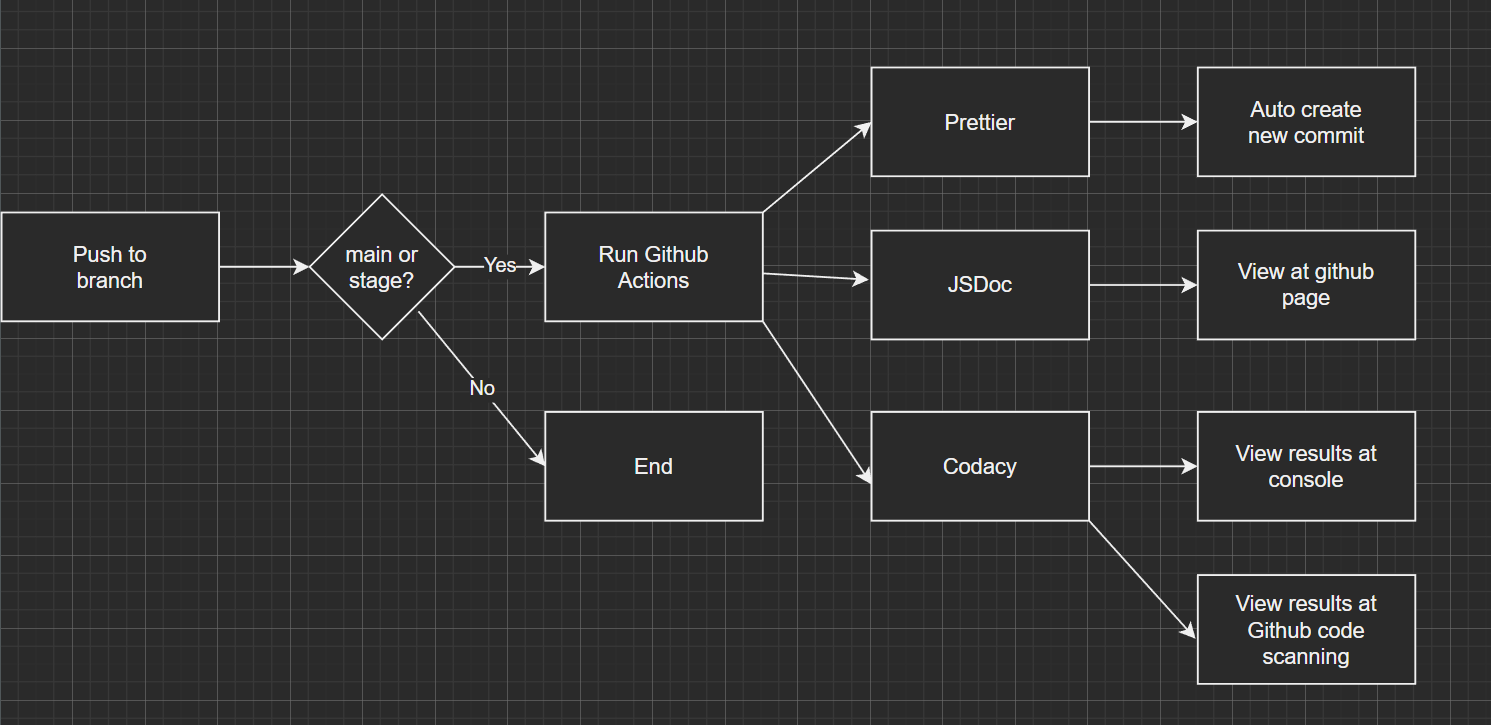 Push to
branch
main or
stage?
Yes
No
Run Github
Actions
End
Prettier
Auto create
new commit
JSDoc
View at github
page
Codacy
View results at
console
View results at
Github code
scanning